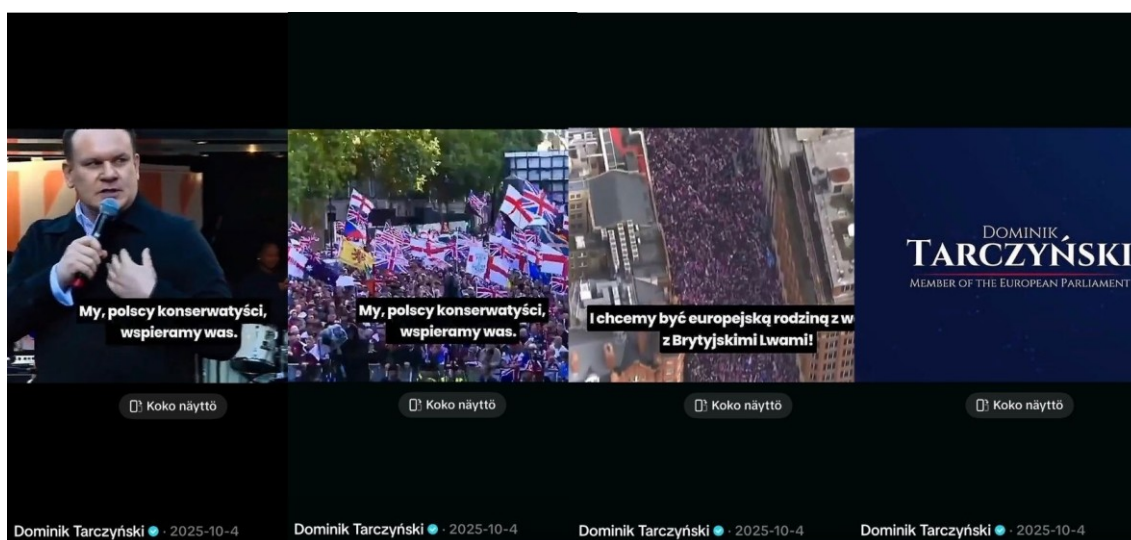 My, polscy konserwatyści,
wspieramy was.
Koko näyttö
Dominik Tarczyński · 2025-10-4
My, polscy konserwatyści,
wspieramy was.
Koko näyttö
Dominik Tarczyński · 2025-10-4
I chcemy być europejską rodziną z
z Brytyjskimi Lwami!
Koko näyttö
Dominik Tarczyński · 2025-10-4
DOMINIK
TARCZYŃSKI
MEMBER OF THE EUROPEAN PARLIAMENT
Koko näyttö
Dominik Tarczyński · 2025-10-4